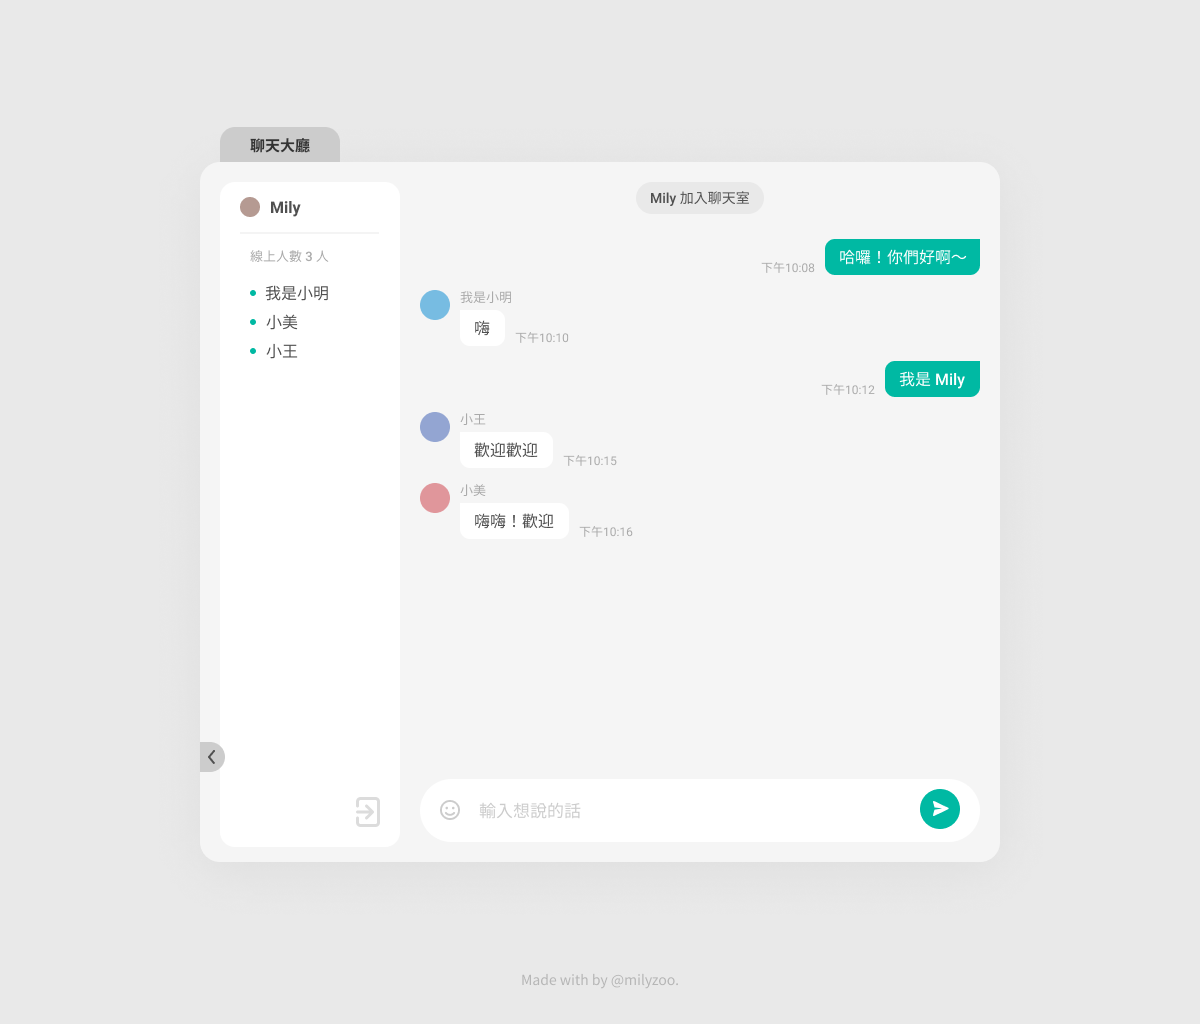 聊天大廳
Mily
線上人數 3 人
我是小明
小美
小王
Mily 加入聊天室
哈囉！你們好啊～
下午10:08
我是小明
嗨
下午10:10
我是 Mily
下午10:12
小王
歡迎歡迎
下午10:15
小美
嗨嗨！歡迎
下午10:16
輸入想說的話
Made with by @milyzoo.